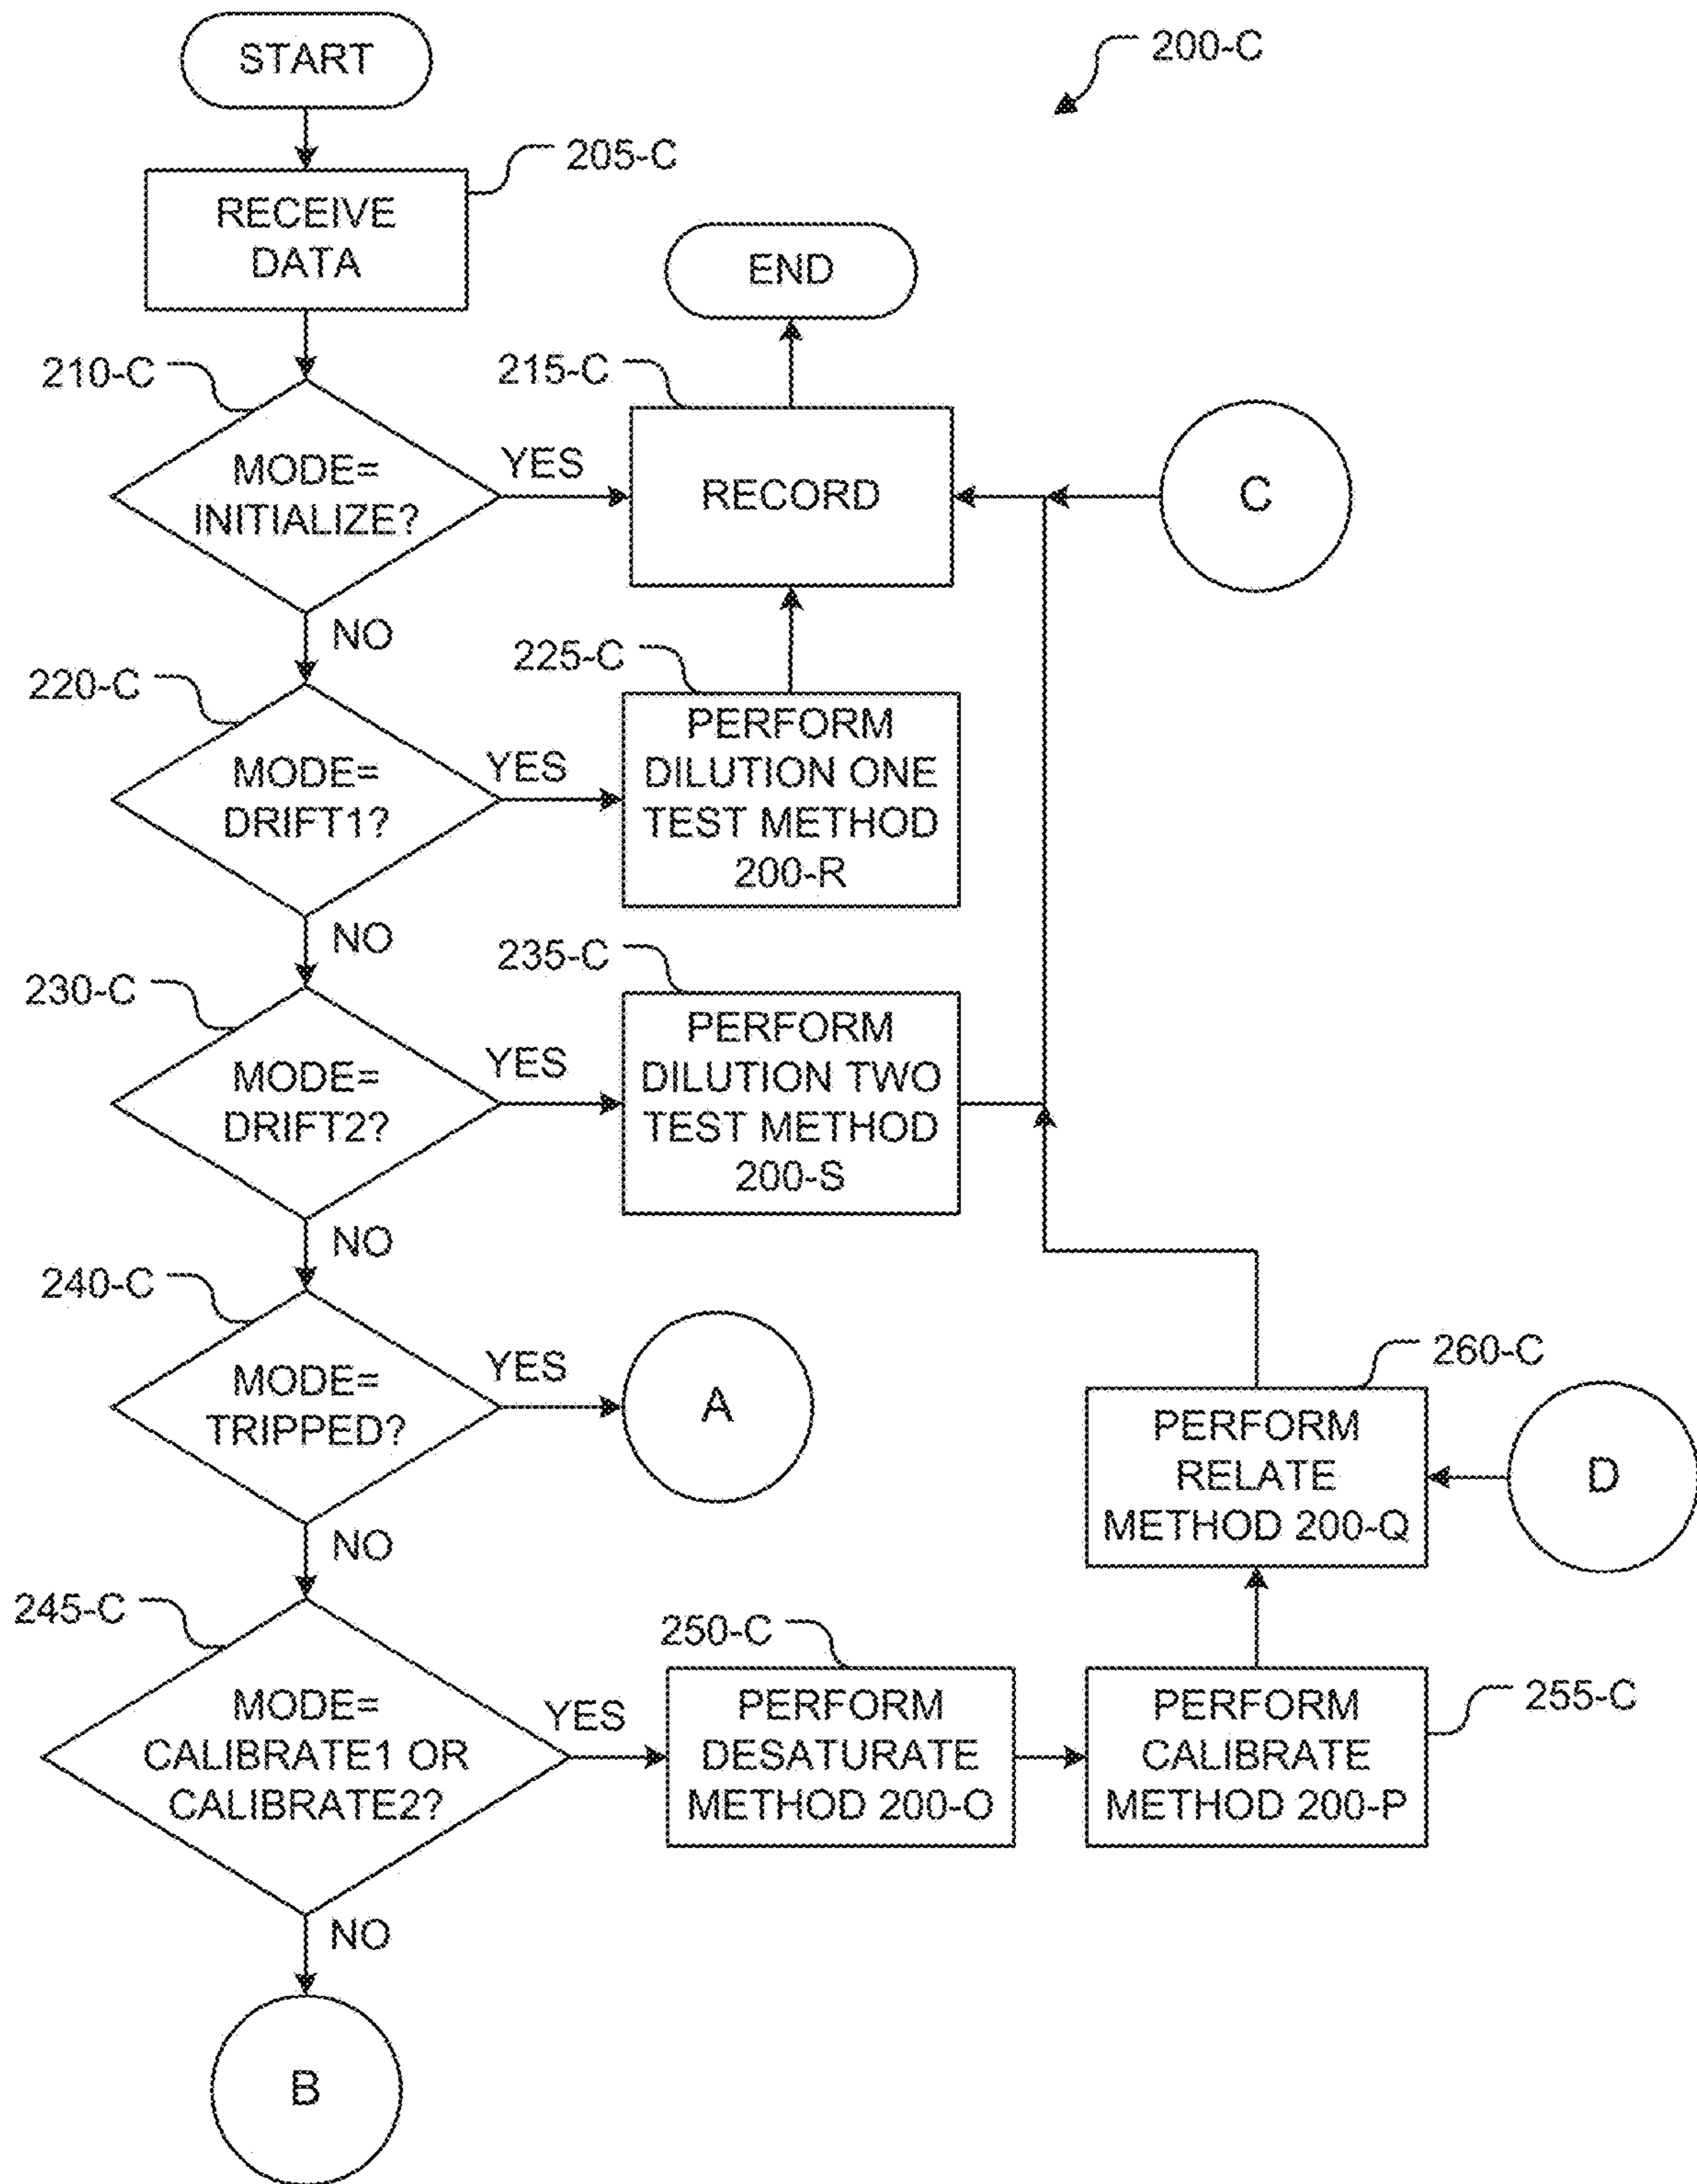 START
200-C
205-C
RECEIVE
DATA
END
210-C
215-C
MODE=
INITIALIZE?
YES
RECORD
C
NO
220-C
225-C
MODE=
DRIFT1?
YES
PERFORM
DILUTION ONE
TEST METHOD
200-R
NO
230-C
235-C
MODE=
DRIFT2?
YES
PERFORM
DILUTION TWO
TEST METHOD
200-S
NO
240-C
MODE=
TRIPPED?
YES
A
260-C
PERFORM
RELATE
METHOD 200-Q
D
NO
245-C
250-C
MODE=
CALIBRATE1 OR
CALIBRATE2?
YES
PERFORM
DESATURATE
METHOD 200-O
PERFORM
CALIBRATE
METHOD 200-P
255-C
NO
B